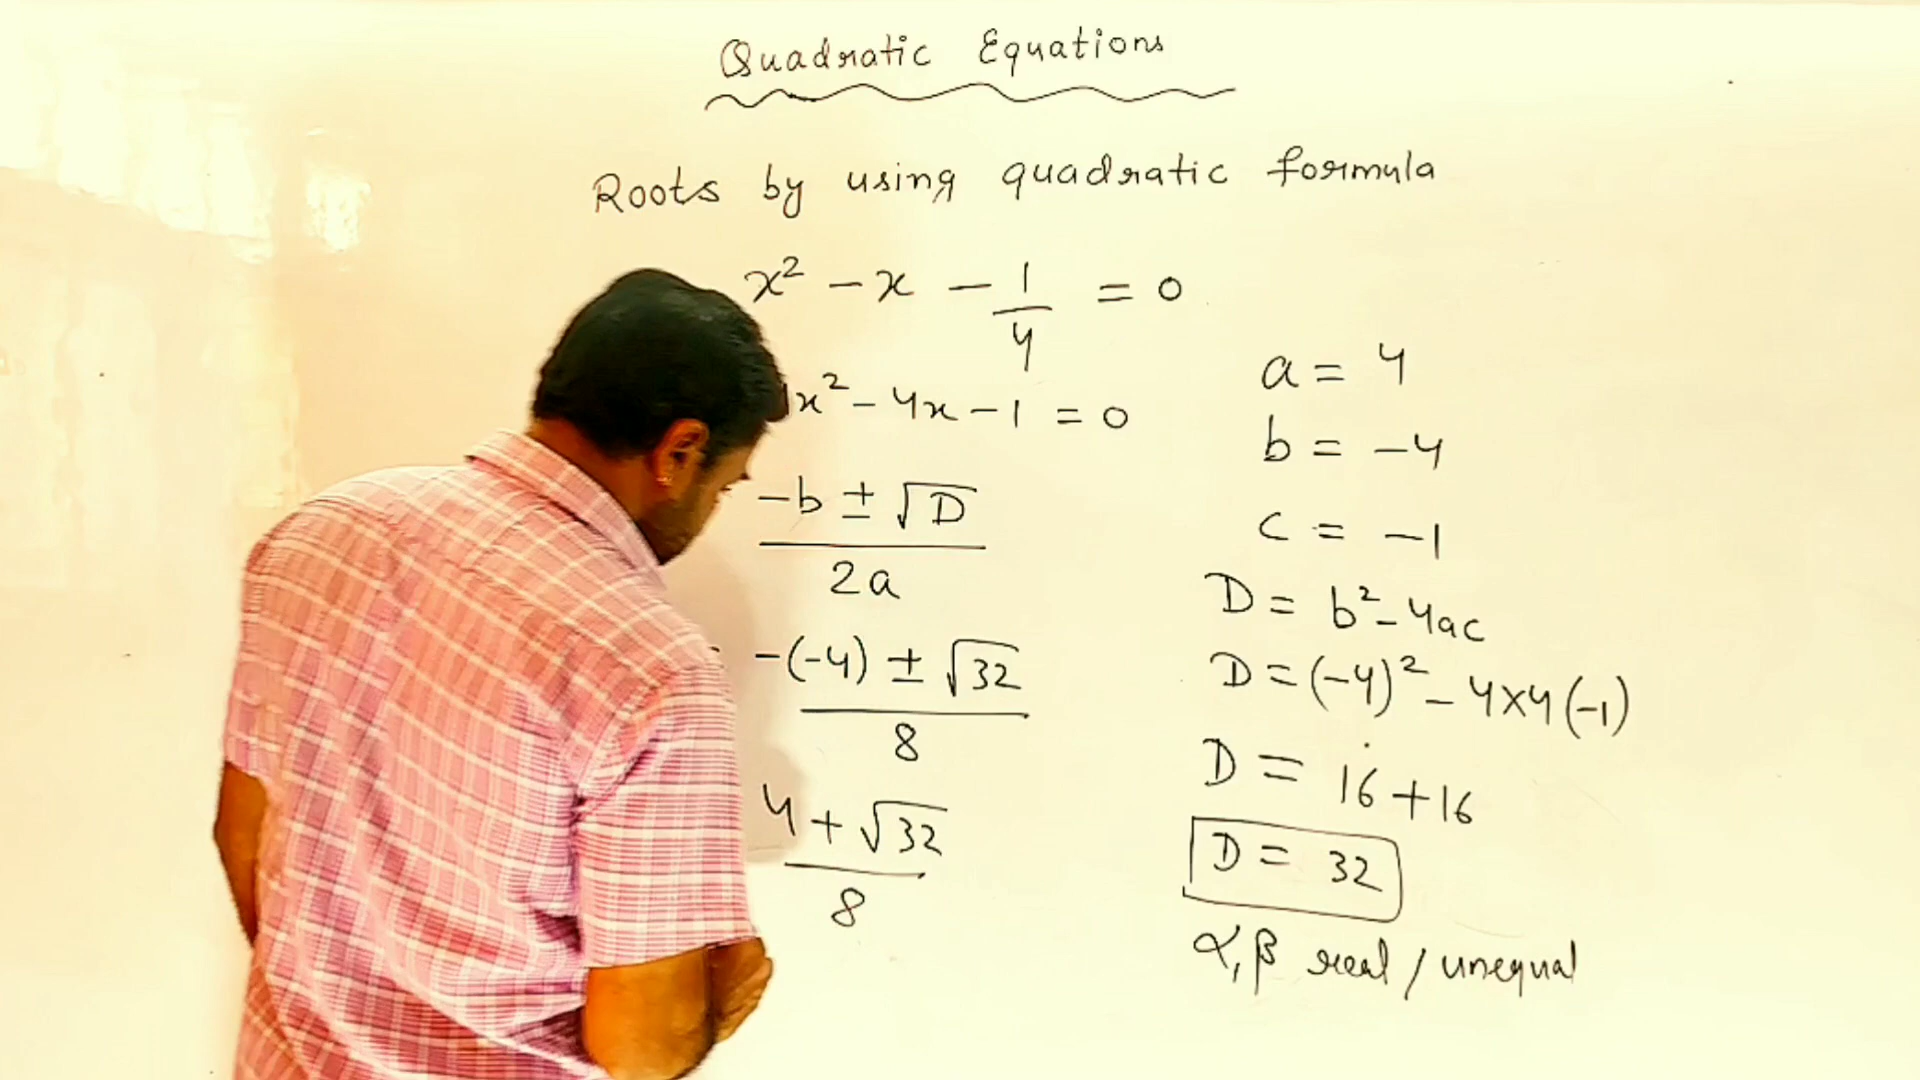 Quadratic Equations
Roots by using quadratic formula
x² - x - 1/4 = 0
x² - 4x - 1 = 0
-b ± √D / 2a
-(-4) ± √32 / 8
4 + √32 / 8
a = 4
b = -4
c = -1
D = b² - 4ac
D = (-4)² - 4×4(-1)
D = 16 + 16
D = 32
α, β real / unequal